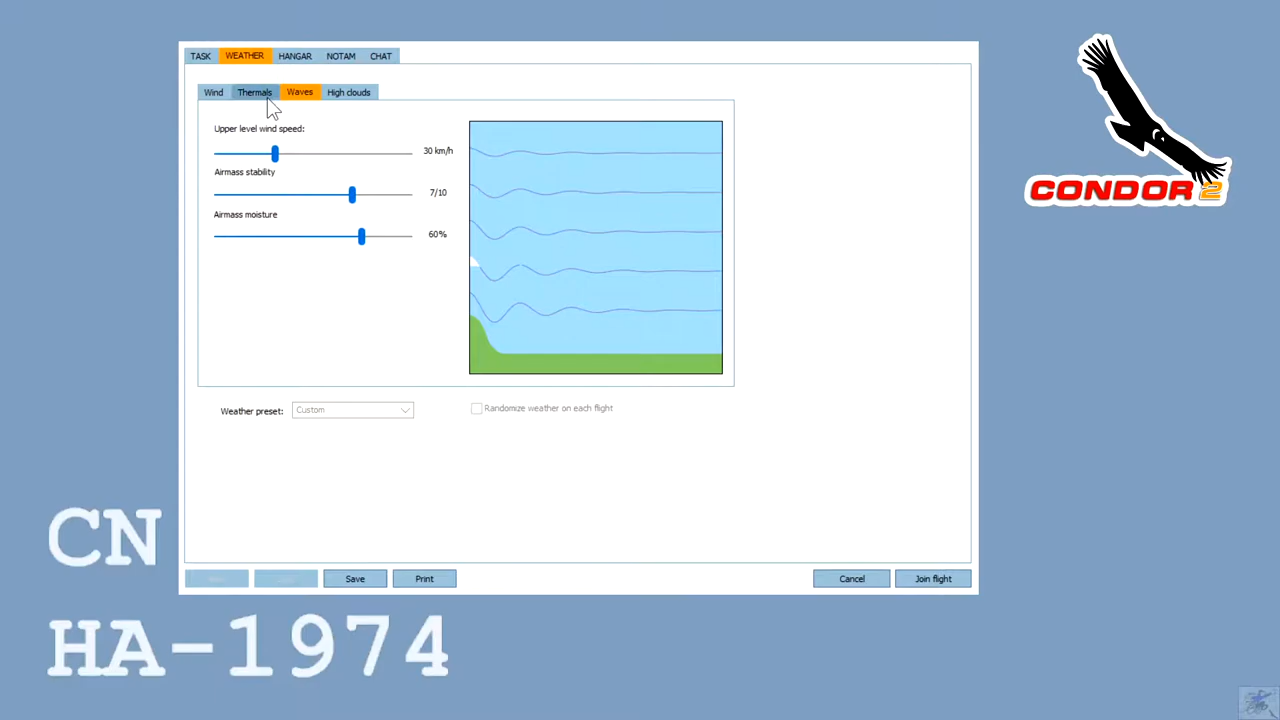 TASK WEATHER HANGAR NOTAM CHAT
Wind Thermals Waves High clouds
Upper level wind speed:
30 km/h
Airmass stability
7/10
Airmass moisture
60%
Weather preset: Custom
Randomize weather on each flight
Save Print Cancel Join flight
CONDOR 2
CN
HA-1974